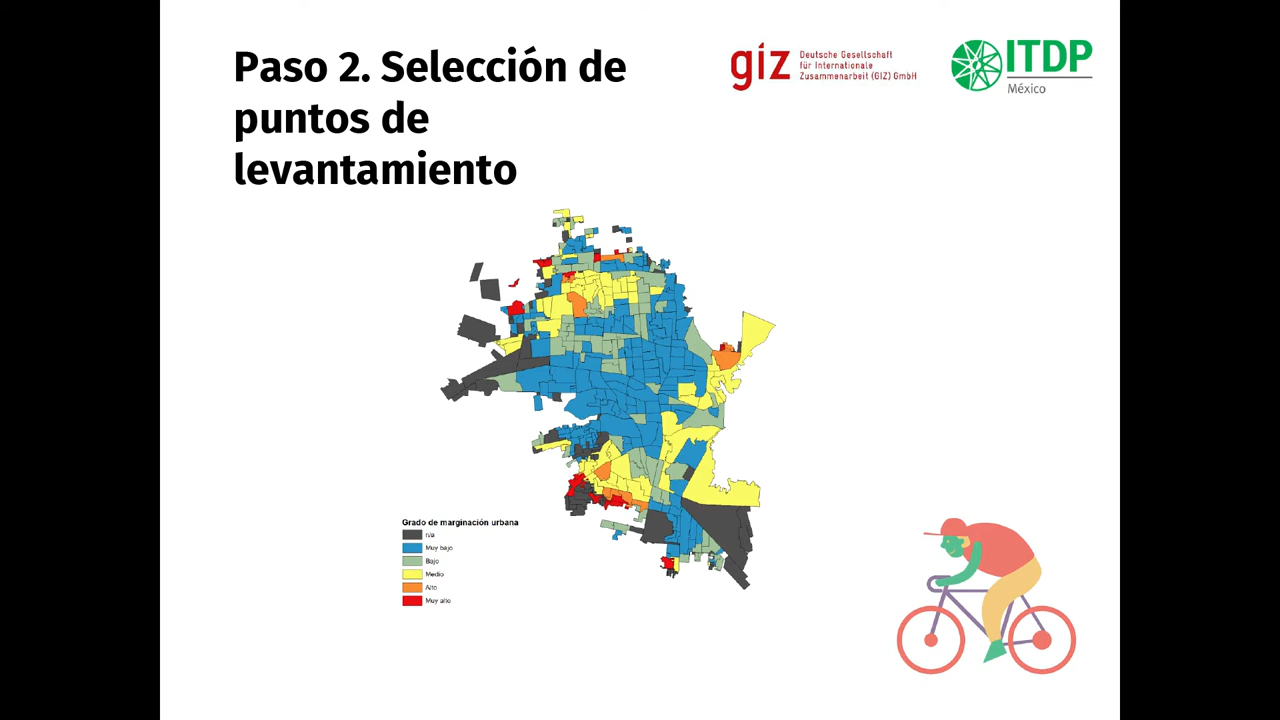 Paso 2. Selección de
puntos de
levantamiento
giz
Deutsche Gesellschaft
für Internationale
Zusammenarbeit (GIZ) GmbH
ITDP
México
Grado de marginación urbana
n/a
Muy bajo
Bajo
Medio
Alto
Muy alto